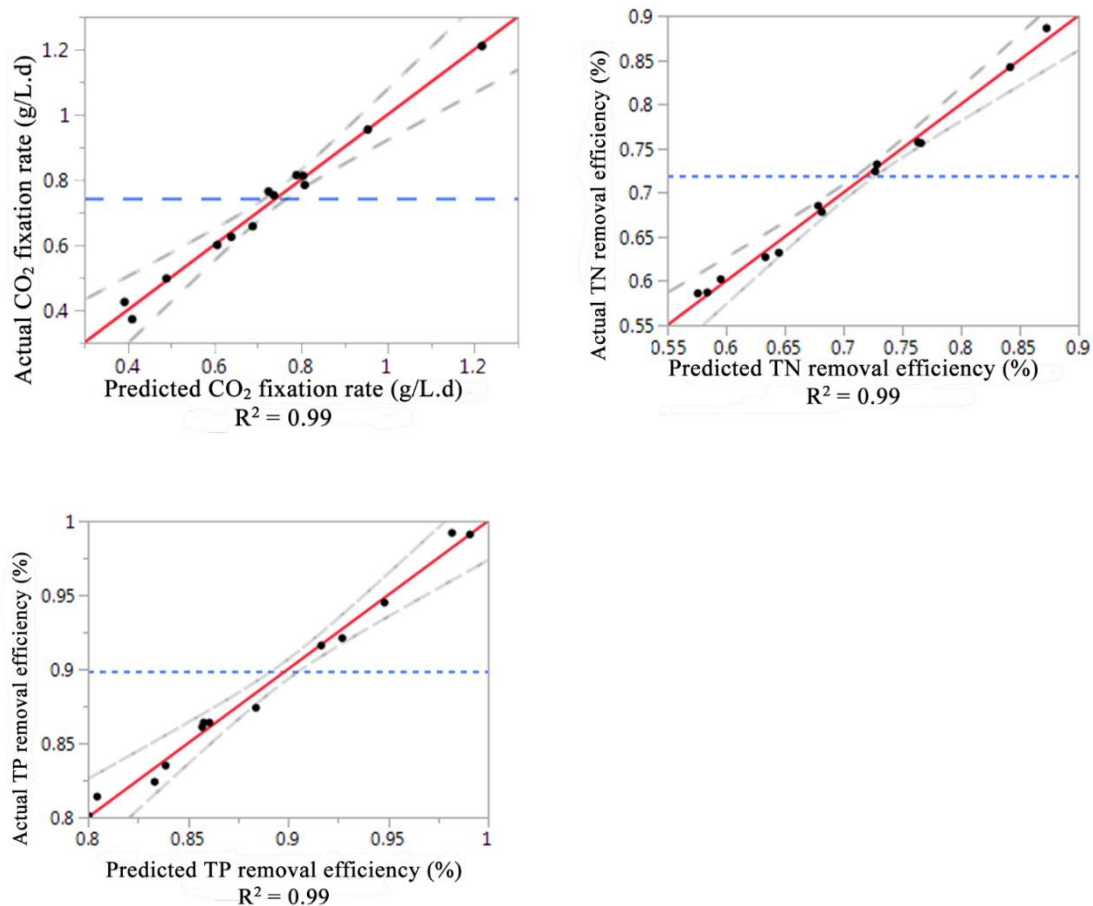 Actual CO₂ fixation rate (g/L.d)
1.2
1
0.8
0.6
0.4
0.4 0.6 0.8 1 1.2
Predicted CO₂ fixation rate (g/L.d)
R² = 0.99
Actual TN removal efficiency (%)
0.9
0.85
0.8
0.75
0.7
0.65
0.6
0.55
0.55 0.6 0.65 0.7 0.75 0.8 0.85 0.9
Predicted TN removal efficiency (%)
R² = 0.99
Actual TP removal efficiency (%)
1
0.95
0.9
0.85
0.8
0.8 0.85 0.9 0.95 1
Predicted TP removal efficiency (%)
R² = 0.99